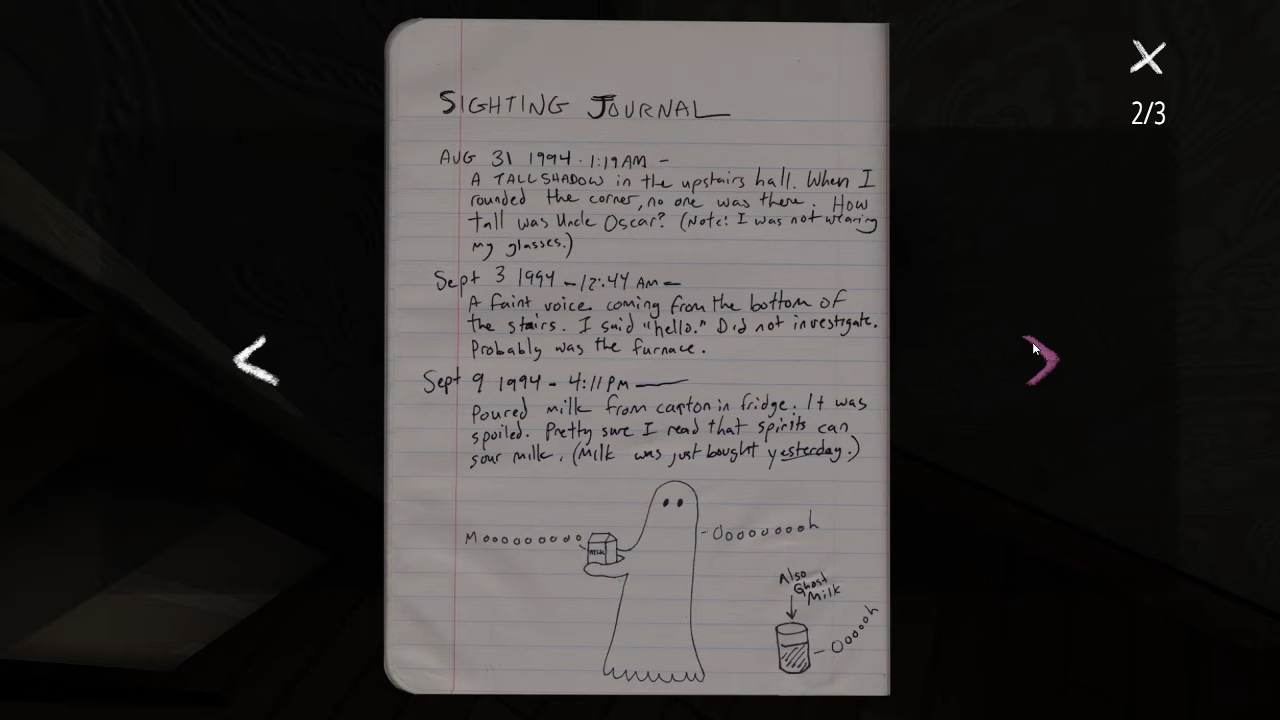 2/3
SIGHTING JOURNAL
AUG 31 1994 - 1:19 AM -
A TALL SHADOW in the upstairs hall. When I
rounded the corner, no one was there. How
tall was Uncle Oscar? (Note: I was not wearing
my glasses.)
Sept 3 1994 - 12:44 AM -
A faint voice coming from the bottom of
the stairs. I said "hello." Did not investigate.
Probably was the furnace.
Sept 9 1994 - 4:11 PM
Poured milk from carton in fridge. It was
spoiled. Pretty sure I read that spirits can
sour milk. (Milk was just bought yesterday.)
Mooooooooo
MILK
-Ooooooooh
Also
Ghost
Milk
-Oooooh